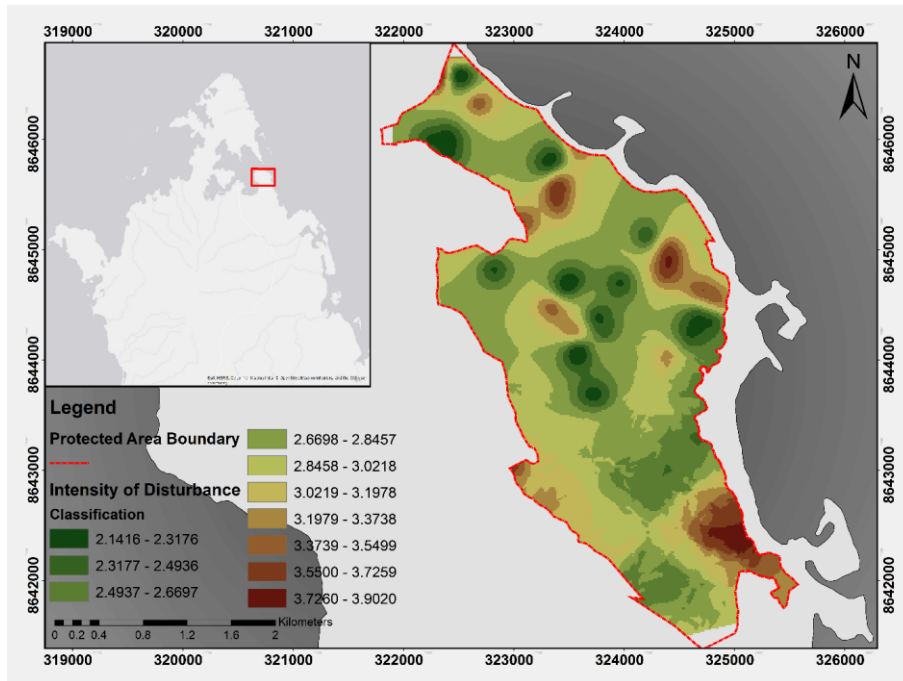 319000 320000 321000 322000 323000 324000 325000 326000
8646000
8645000
8644000
8643000
8642000
N
Legend
Protected Area Boundary
Intensity of Disturbance
Classification
2.1416 - 2.3176
2.3177 - 2.4936
2.4937 - 2.6697
2.6698 - 2.8457
2.8458 - 3.0218
3.0219 - 3.1978
3.1979 - 3.3738
3.3739 - 3.5499
3.5500 - 3.7259
3.7260 - 3.9020
Kilometers
0 0.2 0.4 0.8 1.2 1.6 2
8646000
8645000
8644000
8643000
8642000
319000 320000 321000 322000 323000 324000 325000 326000